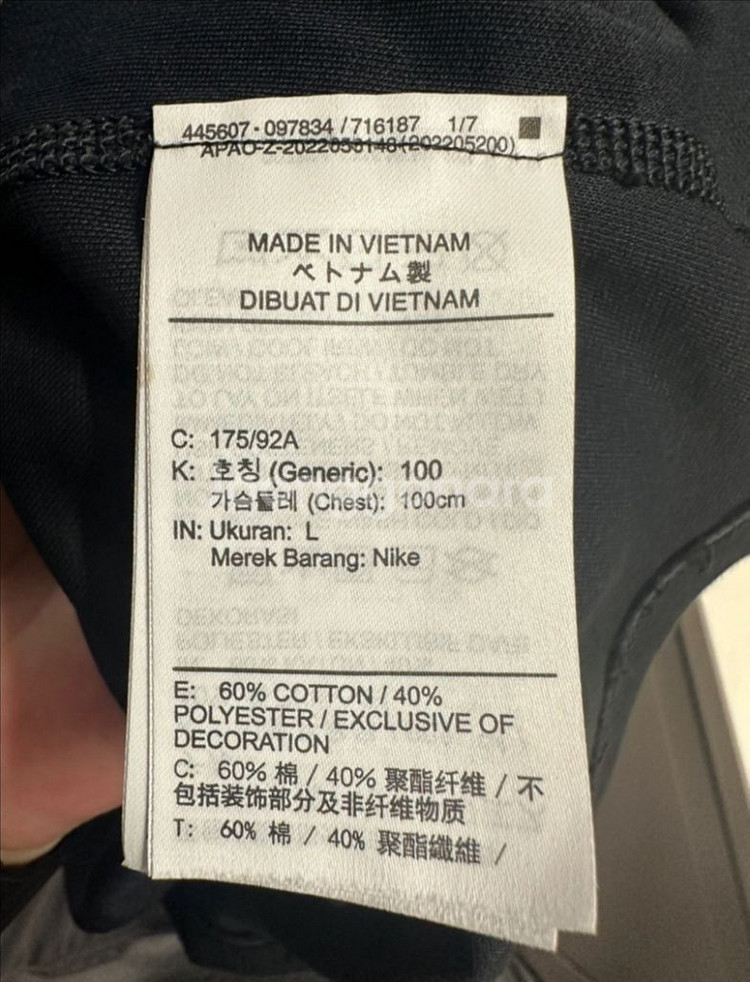 445607-097834/716187 1/7
APAO-Z-2022053148(202205200)
MADE IN VIETNAM
ベトナム製
DIBUAT DI VIETNAM
C: 175/92A
K: 호칭 (Generic): 100
가슴둘레 (Chest): 100cm
IN: Ukuran: L
Merek Barang: Nike
E: 60% COTTON / 40%
POLYESTER / EXCLUSIVE OF
DECORATION
C: 60% 棉 / 40% 聚酯纤维 / 不
包括装饰部分及非纤维物质
T: 60% 棉 / 40% 聚酯纖維 /